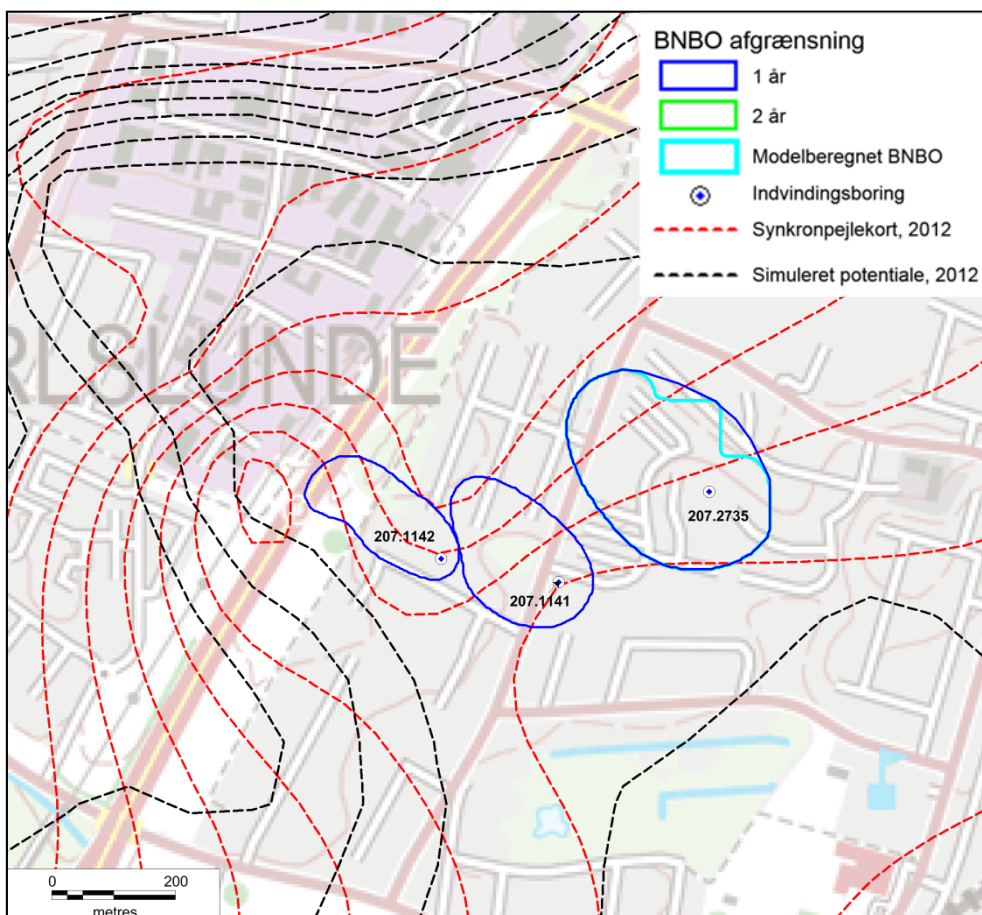 BNBO afgrænsning
1 år
2 år
Modelberegnet BNBO
Indvindingsboring
Synkronpejlekort, 2012
Simuleret potentiale, 2012
RLSLUNDE
207.2735
207.1142
207.1141
0 200
metres